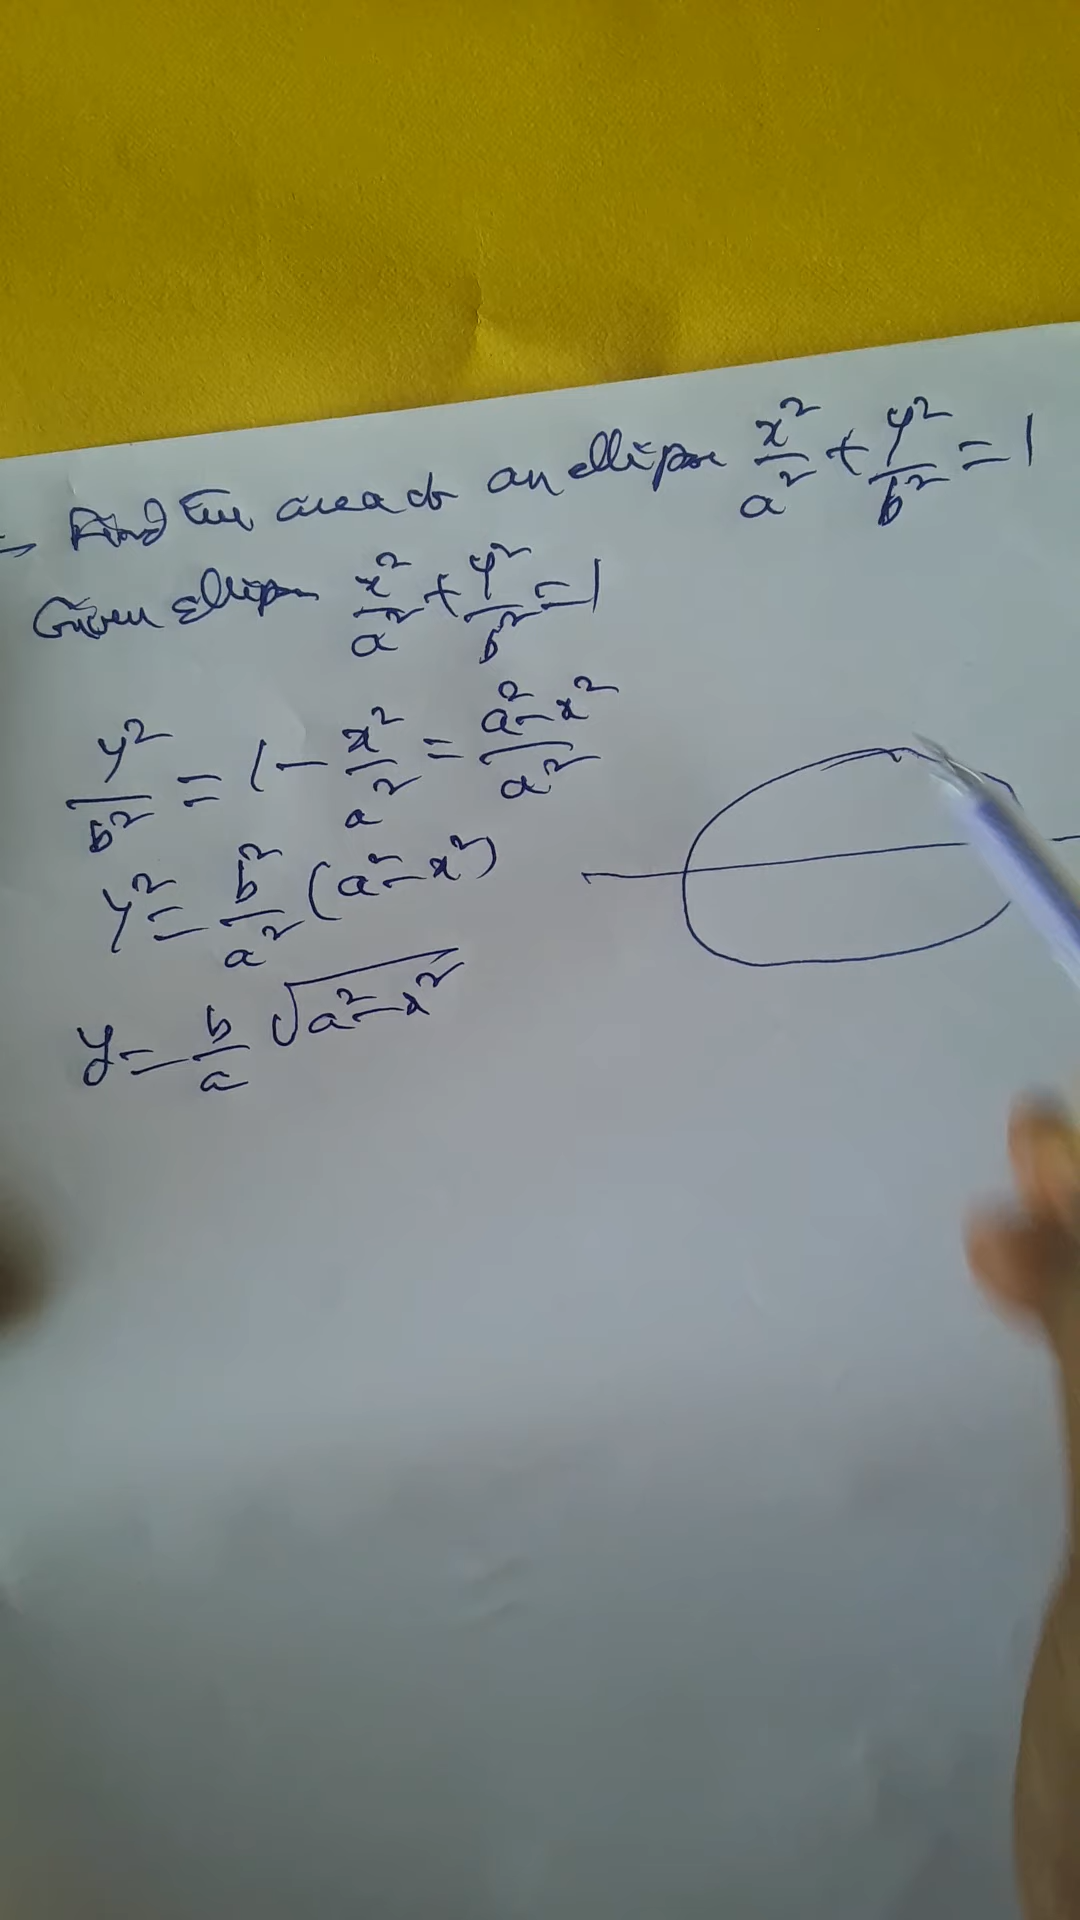 Find the area of an ellipse x²/a² + y²/b² = 1
Given ellipse x²/a² + y²/b² = 1
y²/b² = 1 - x²/a² = a² - x²/a²
y² = b²/a² (a² - x²)
y = b/a √a² - x²